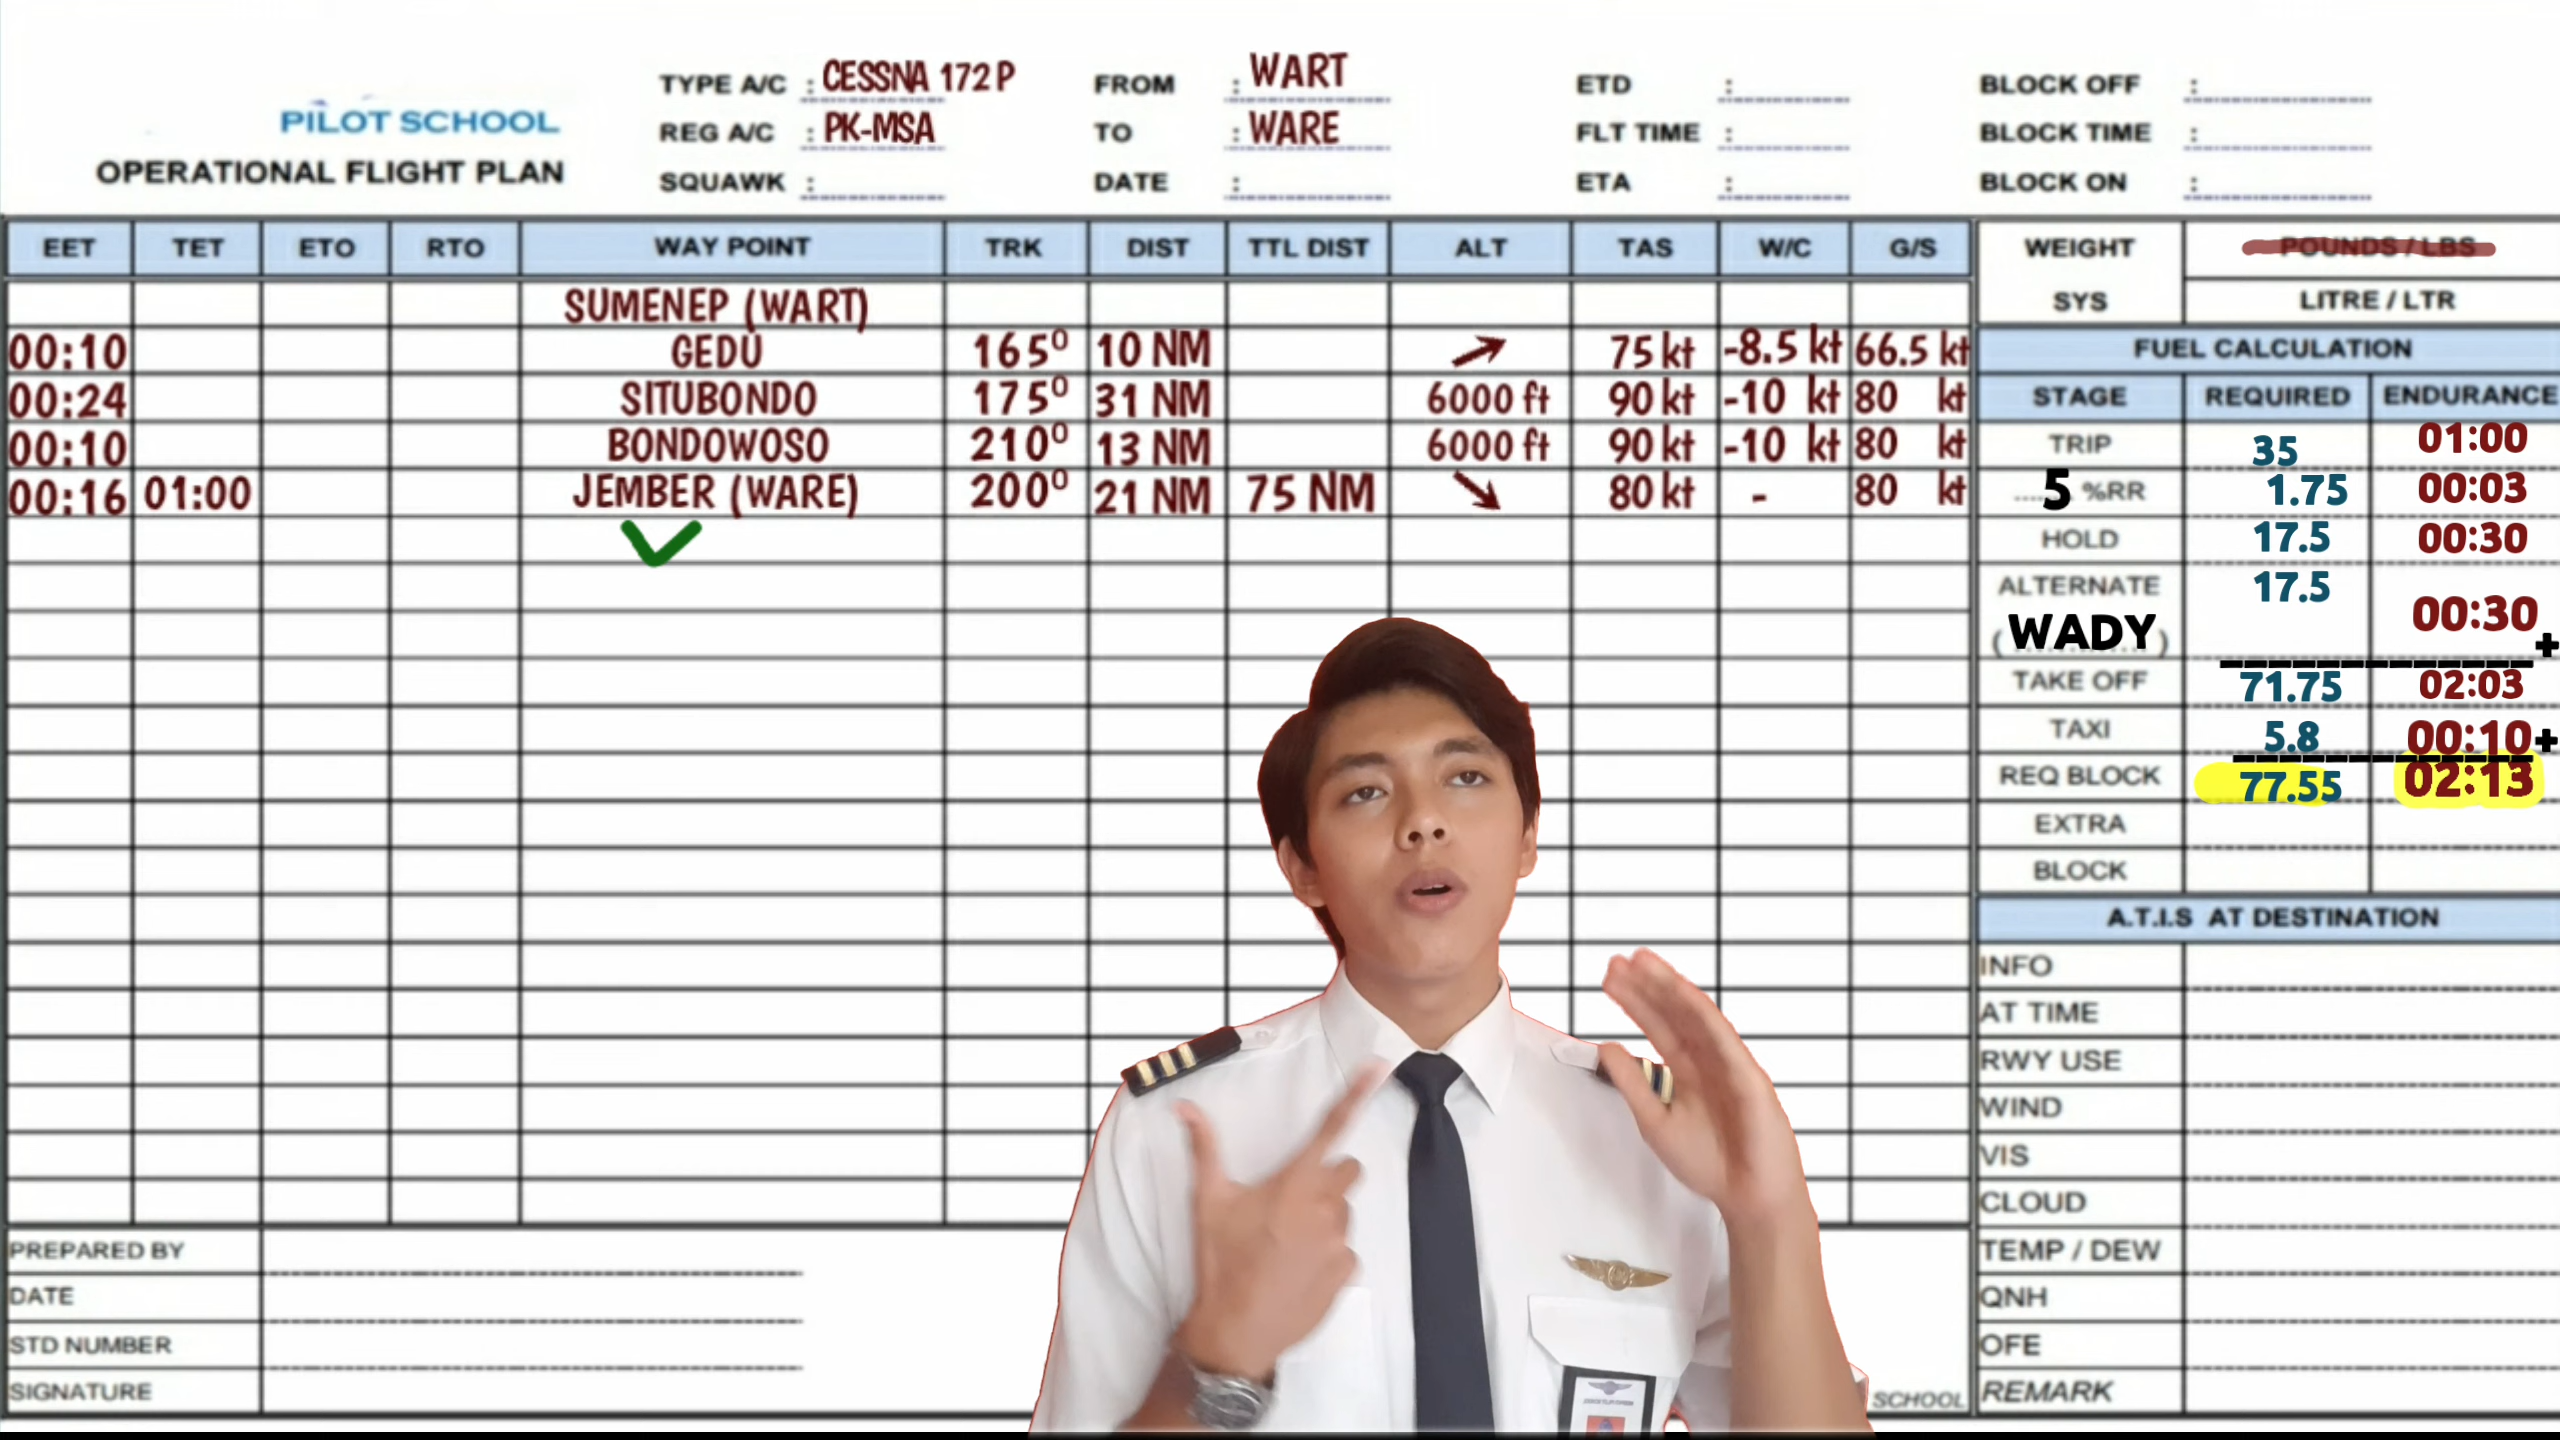 TYPE A/C : CESSNA 172 P FROM : WART ETD : BLOCK OFF :
PILOT SCHOOL REG A/C : PK-MSA TO : WARE FLT TIME : BLOCK TIME :
OPERATIONAL FLIGHT PLAN SQUAWK : DATE : ETA : BLOCK ON :
EET TET ETO RTO WAY POINT TRK DIST TTL DIST ALT TAS W/C G/S WEIGHT POUNDS / LBS
SUMENEP (WART) SYS LITRE / LTR
00:10 GEDU 165⁰ 10 NM 75 kt -8.5 kt 66.5 kt FUEL CALCULATION
00:24 SITUBONDO 175⁰ 31 NM 6000 ft 90 kt -10 kt 80 kt STAGE REQUIRED ENDURANCE
00:10 BONDOWOSO 210⁰ 13 NM 6000 ft 90 kt -10 kt 80 kt TRIP 35 01:00
00:16 01:00 JEMBER (WARE) 200⁰ 21 NM 75 NM 80 kt - 80 kt ...5.. %RR 1.75 00:03
HOLD 17.5 00:30
ALTERNATE 17.5
(WADY) 00:30 +
TAKE OFF 71.75 02:03
TAXI 5.8 00:10 +
REQ BLOCK 77.55 02:13
EXTRA
BLOCK
A.T.I.S AT DESTINATION
INFO
AT TIME
RWY USE
WIND
VIS
CLOUD
PREPARED BY TEMP / DEW
DATE QNH
STD NUMBER OFE
SIGNATURE SCHOOL REMARK